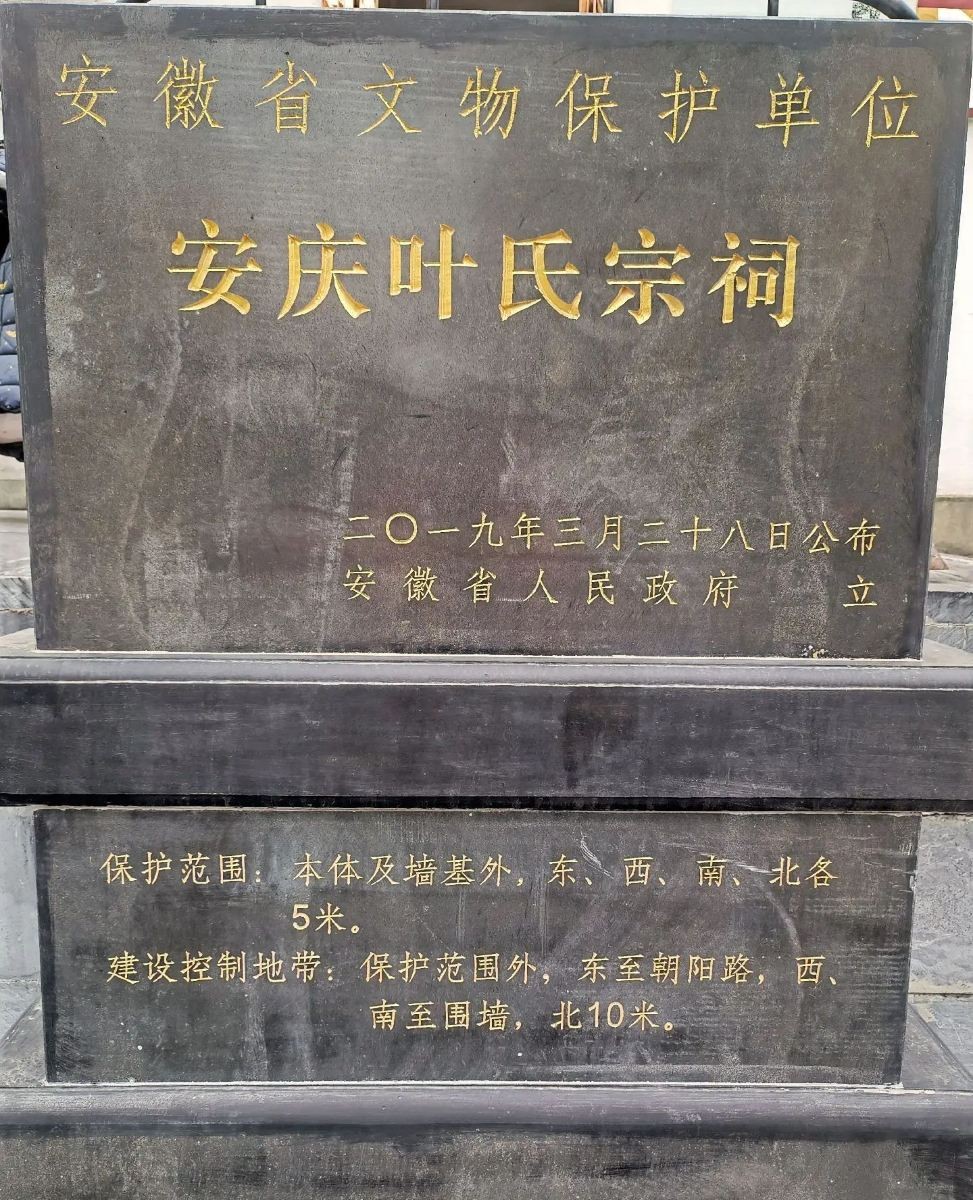 安徽省文物保护单位
安庆叶氏宗祠
二〇一九年三月二十八日公布
安徽省人民政府 立
保护范围：本体及墙基外，东、西、南、北各
5米。
建设控制地带：保护范围外，东至朝阳路，西、
南至围墙，北10米。